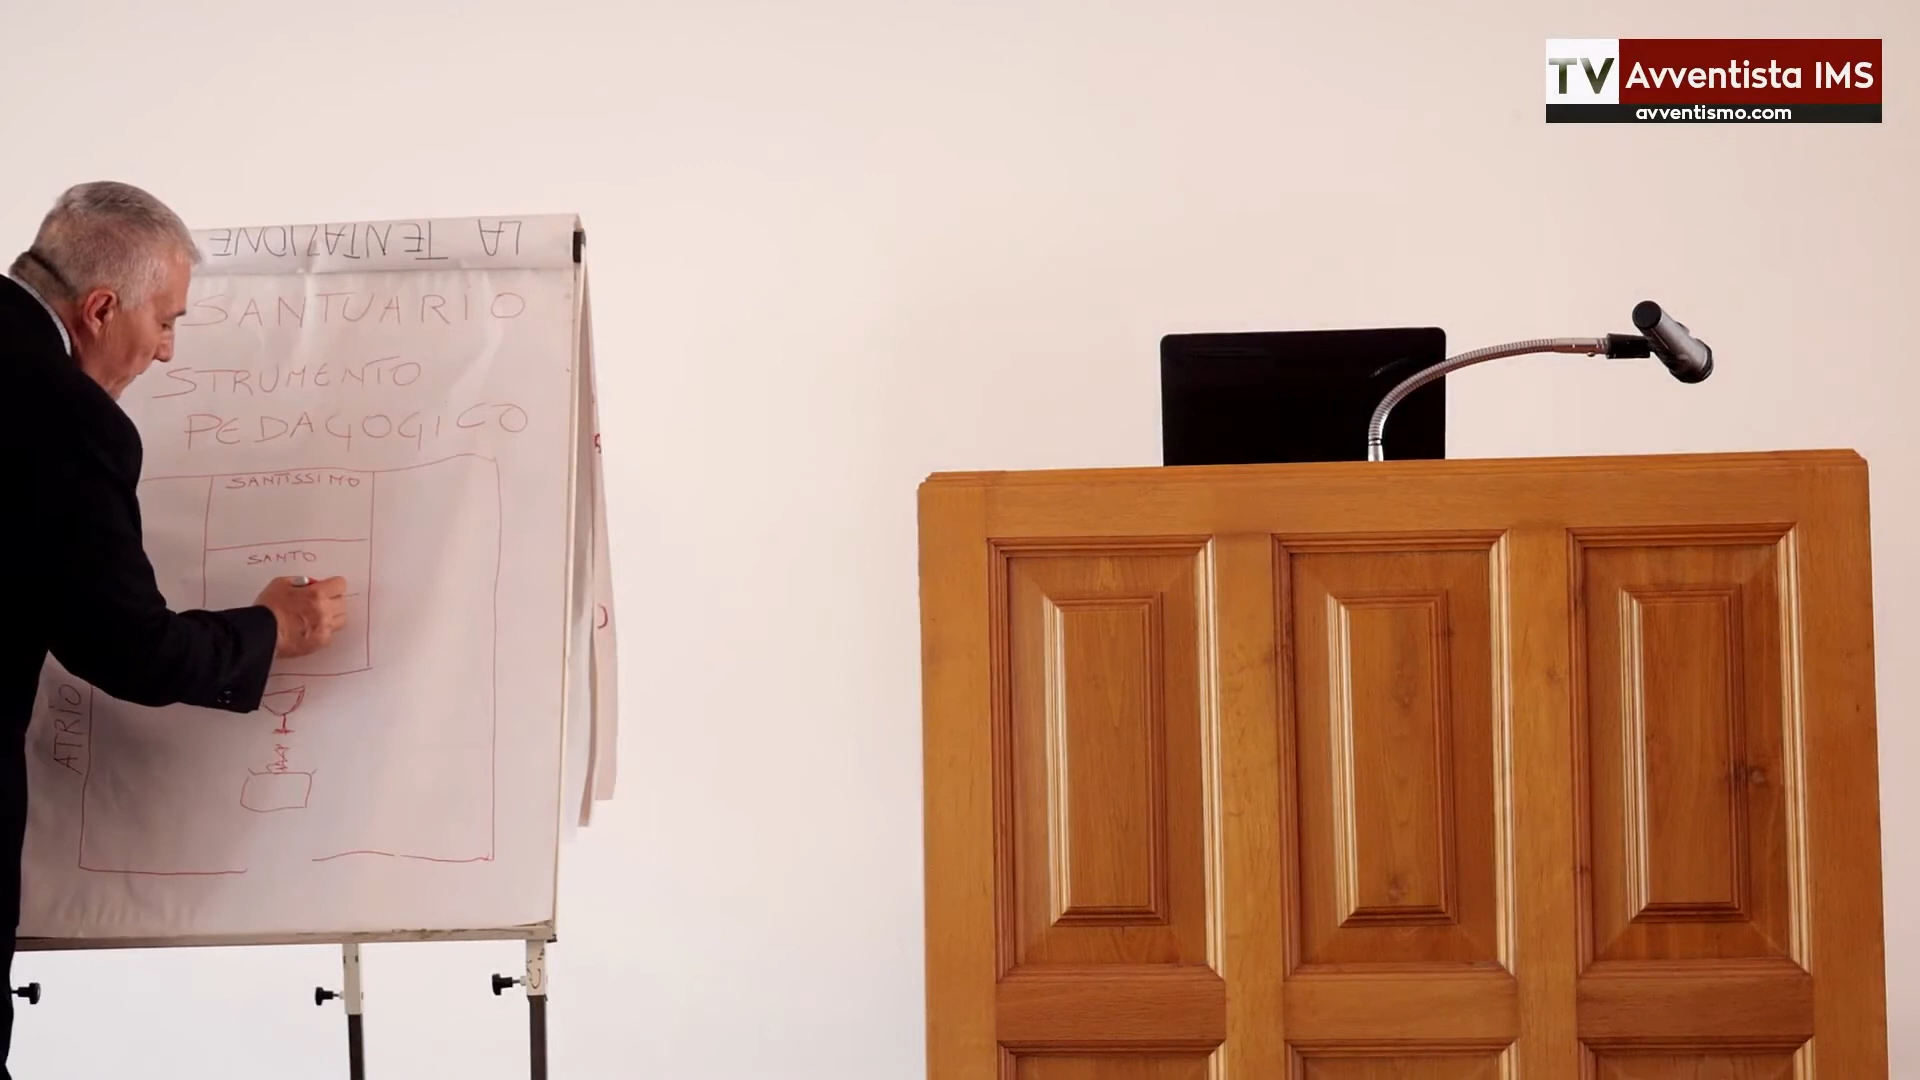 TV Avventista IMS
avventismo.com
LA TENTAZIONE
SANTUARIO
STRUMENTO
PEDAGOGICO
SANTISSIMO
SANTO
ATRIO